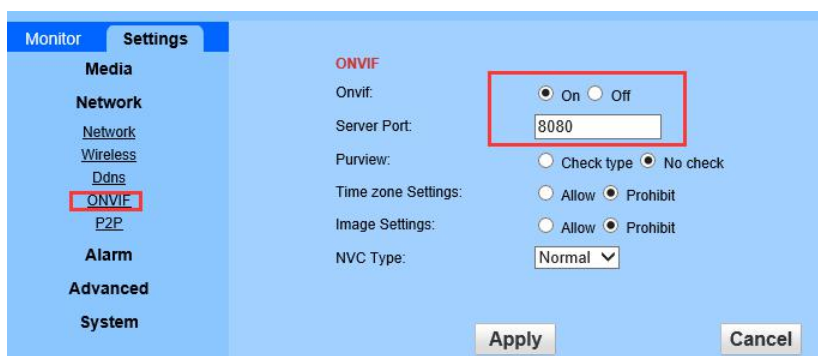 Monitor Settings
Media
Network
Network
Wireless
Ddns
ONVIF
P2P
Alarm
Advanced
System
ONVIF
Onvif: On Off
Server Port: 8080
Purview: Check type No check
Time zone Settings: Allow Prohibit
Image Settings: Allow Prohibit
NVC Type: Normal
Apply Cancel